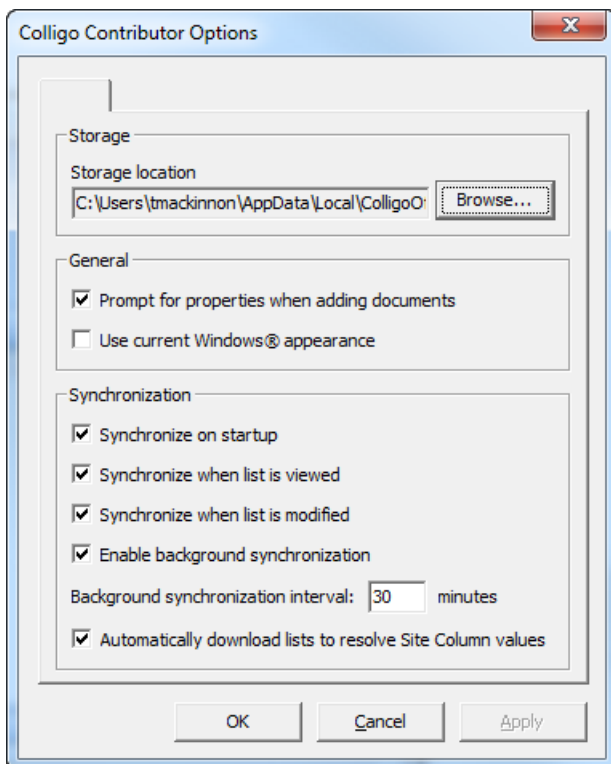 Colligo Contributor Options
Storage
Storage location
C:\Users\tmackinnon\AppData\Local\ColligoO
Browse...
General
Prompt for properties when adding documents
Use current Windows® appearance
Synchronization
Synchronize on startup
Synchronize when list is viewed
Synchronize when list is modified
Enable background synchronization
Background synchronization interval: 30 minutes
Automatically download lists to resolve Site Column values
OK Cancel Apply